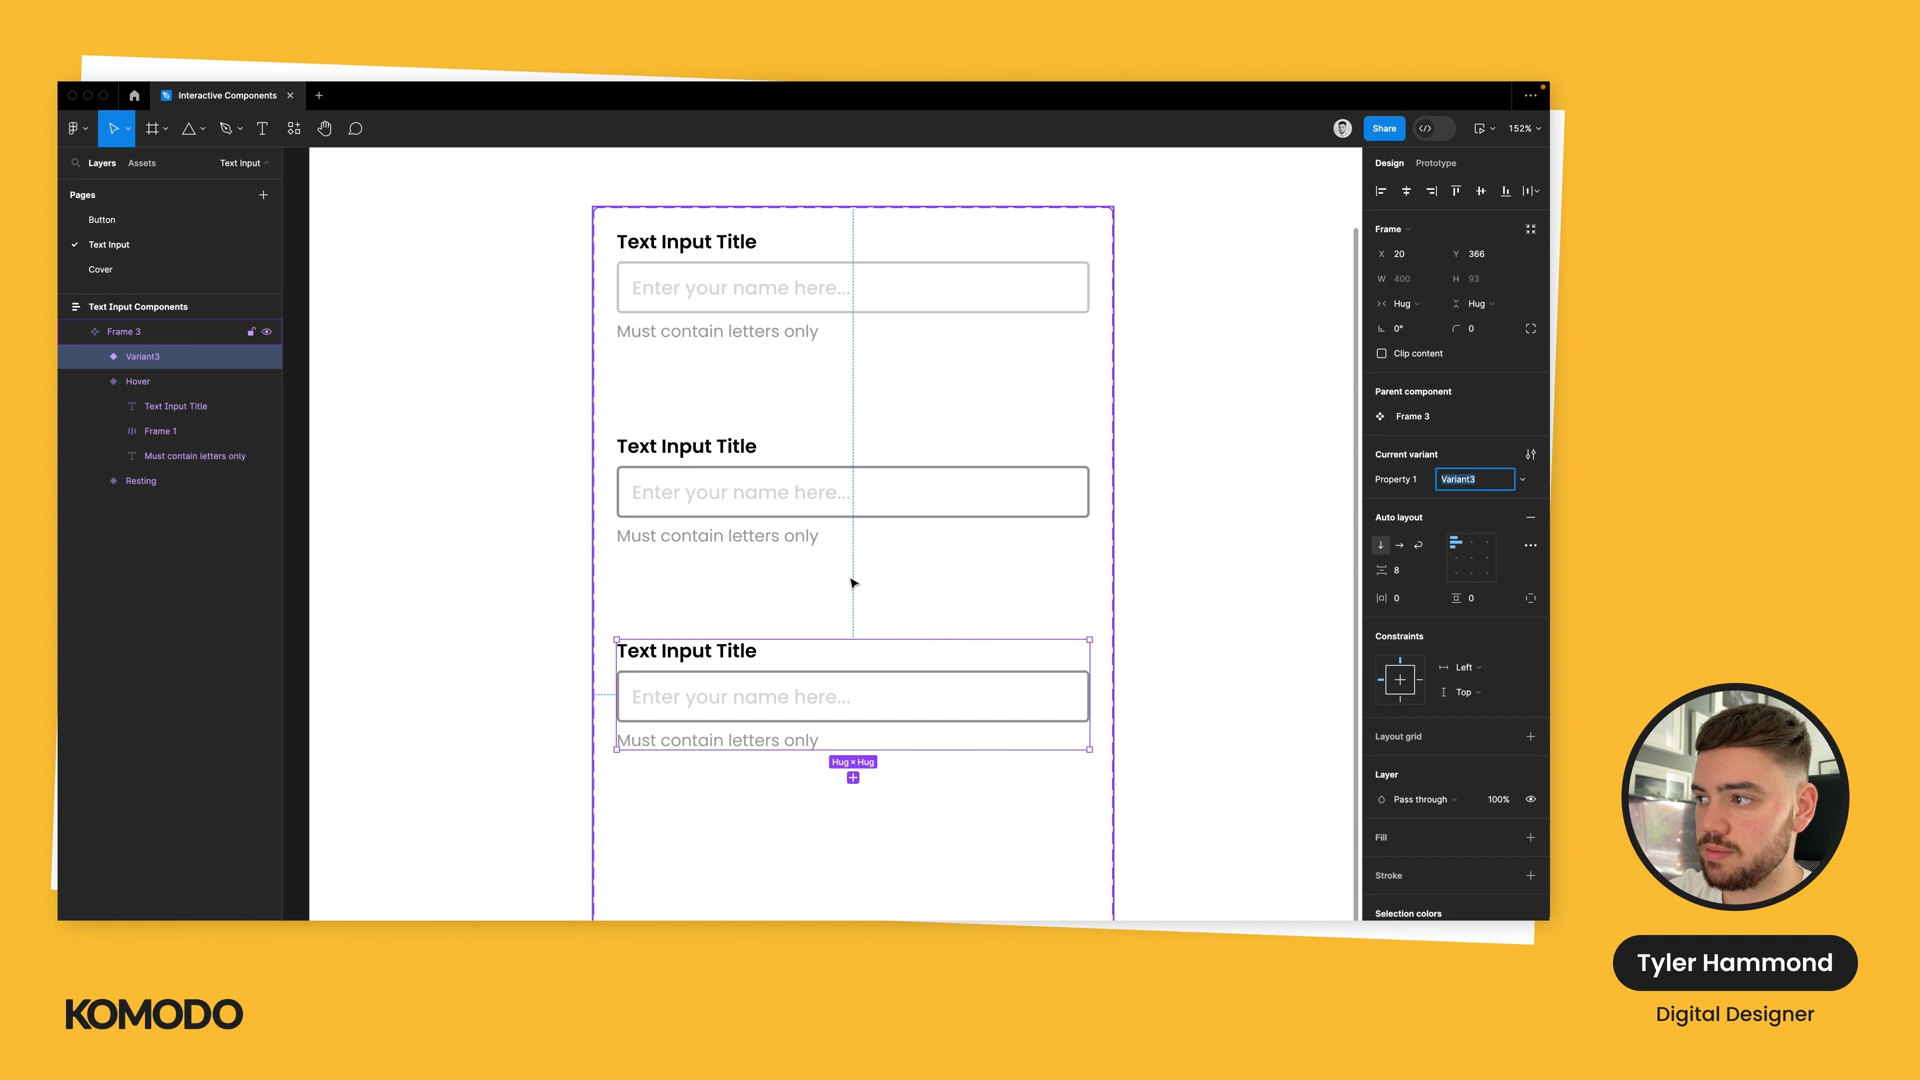 Interactive Components
Share
152%
Layers
Assets
Text Input
Pages
Button
Text Input
Cover
Text Input Components
Frame 3
Variant3
Hover
Text Input Title
Frame 1
Must contain letters only
Resting
Text Input Title
Enter your name here...
Must contain letters only
Text Input Title
Enter your name here...
Must contain letters only
Text Input Title
Enter your name here...
Must contain letters only
Hug × Hug
Design
Prototype
Frame
X 20
Y 366
W 400
H 93
Hug
Hug
0°
0
Clip content
Parent component
Frame 3
Current variant
Property 1
Variant3
Auto layout
8
0
0
Constraints
Left
Top
Layout grid
Layer
Pass through
100%
Fill
Stroke
Selection colors
Tyler Hammond
Digital Designer
KOMODO